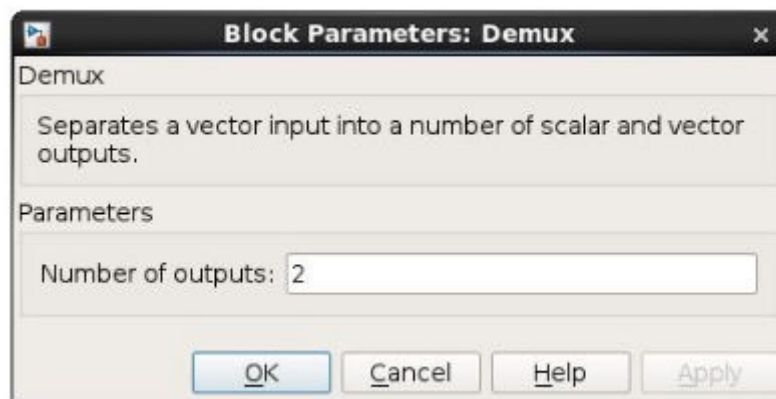 Block Parameters: Demux
Demux
Separates a vector input into a number of scalar and vector
outputs.
Parameters
Number of outputs: 2
OK Cancel Help Apply